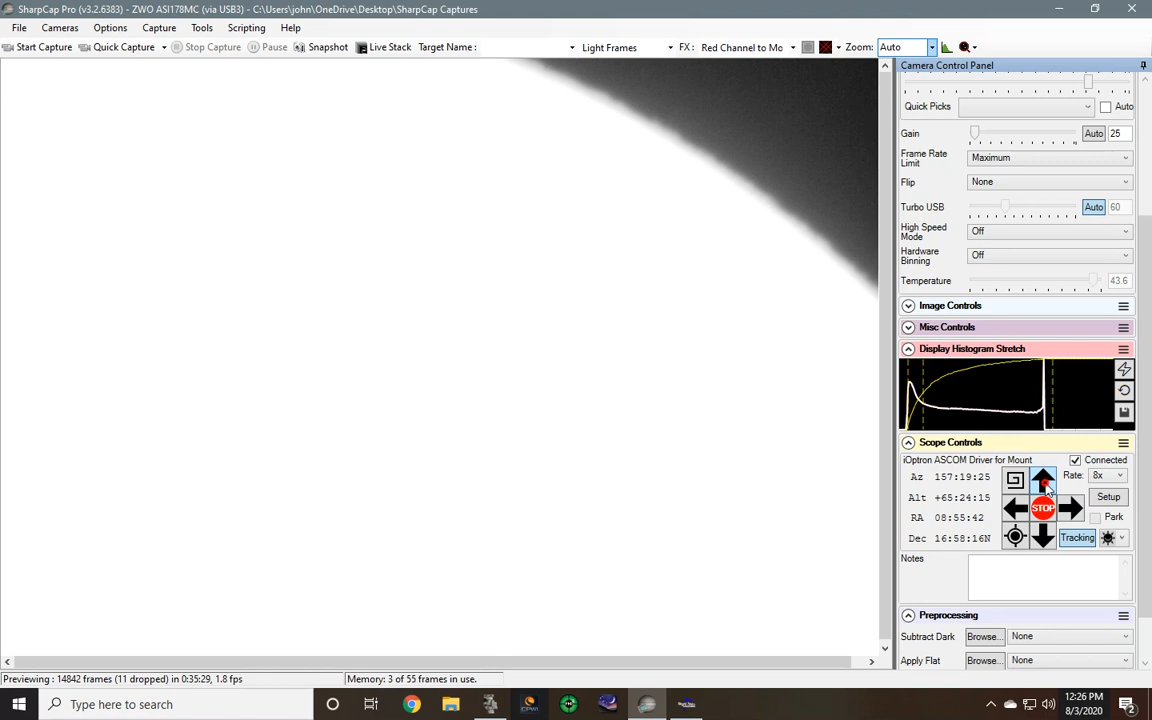 SharpCap Pro (v3.2.6383) - ZWO ASI178MC (via USB3) - C:\Users\john\OneDrive\Desktop\SharpCap Captures
File Cameras Options Capture Tools Scripting Help
Start Capture Quick Capture Stop Capture Pause Snapshot Live Stack Target Name : Light Frames FX : Red Channel to Mo Zoom: Auto
Camera Control Panel
Quick Picks Auto
Gain Auto 25
Frame Rate Limit Maximum
Flip None
Turbo USB Auto 60
High Speed Mode Off
Hardware Binning Off
Temperature 43.6
Image Controls
Misc Controls
Display Histogram Stretch
Scope Controls
iOptron ASCOM Driver for Mount Connected
Az 157:19:25 Rate: 8x
Alt +65:24:15 Setup
RA 08:55:42 STOP Park
Dec 16:58:16N Tracking
Notes
Preprocessing
Subtract Dark Browse... None
Apply Flat Browse... None
Previewing : 14842 frames (11 dropped) in 0:35:29, 1.8 fps Memory: 3 of 55 frames in use.
Type here to search
12:26 PM
8/3/2020
2